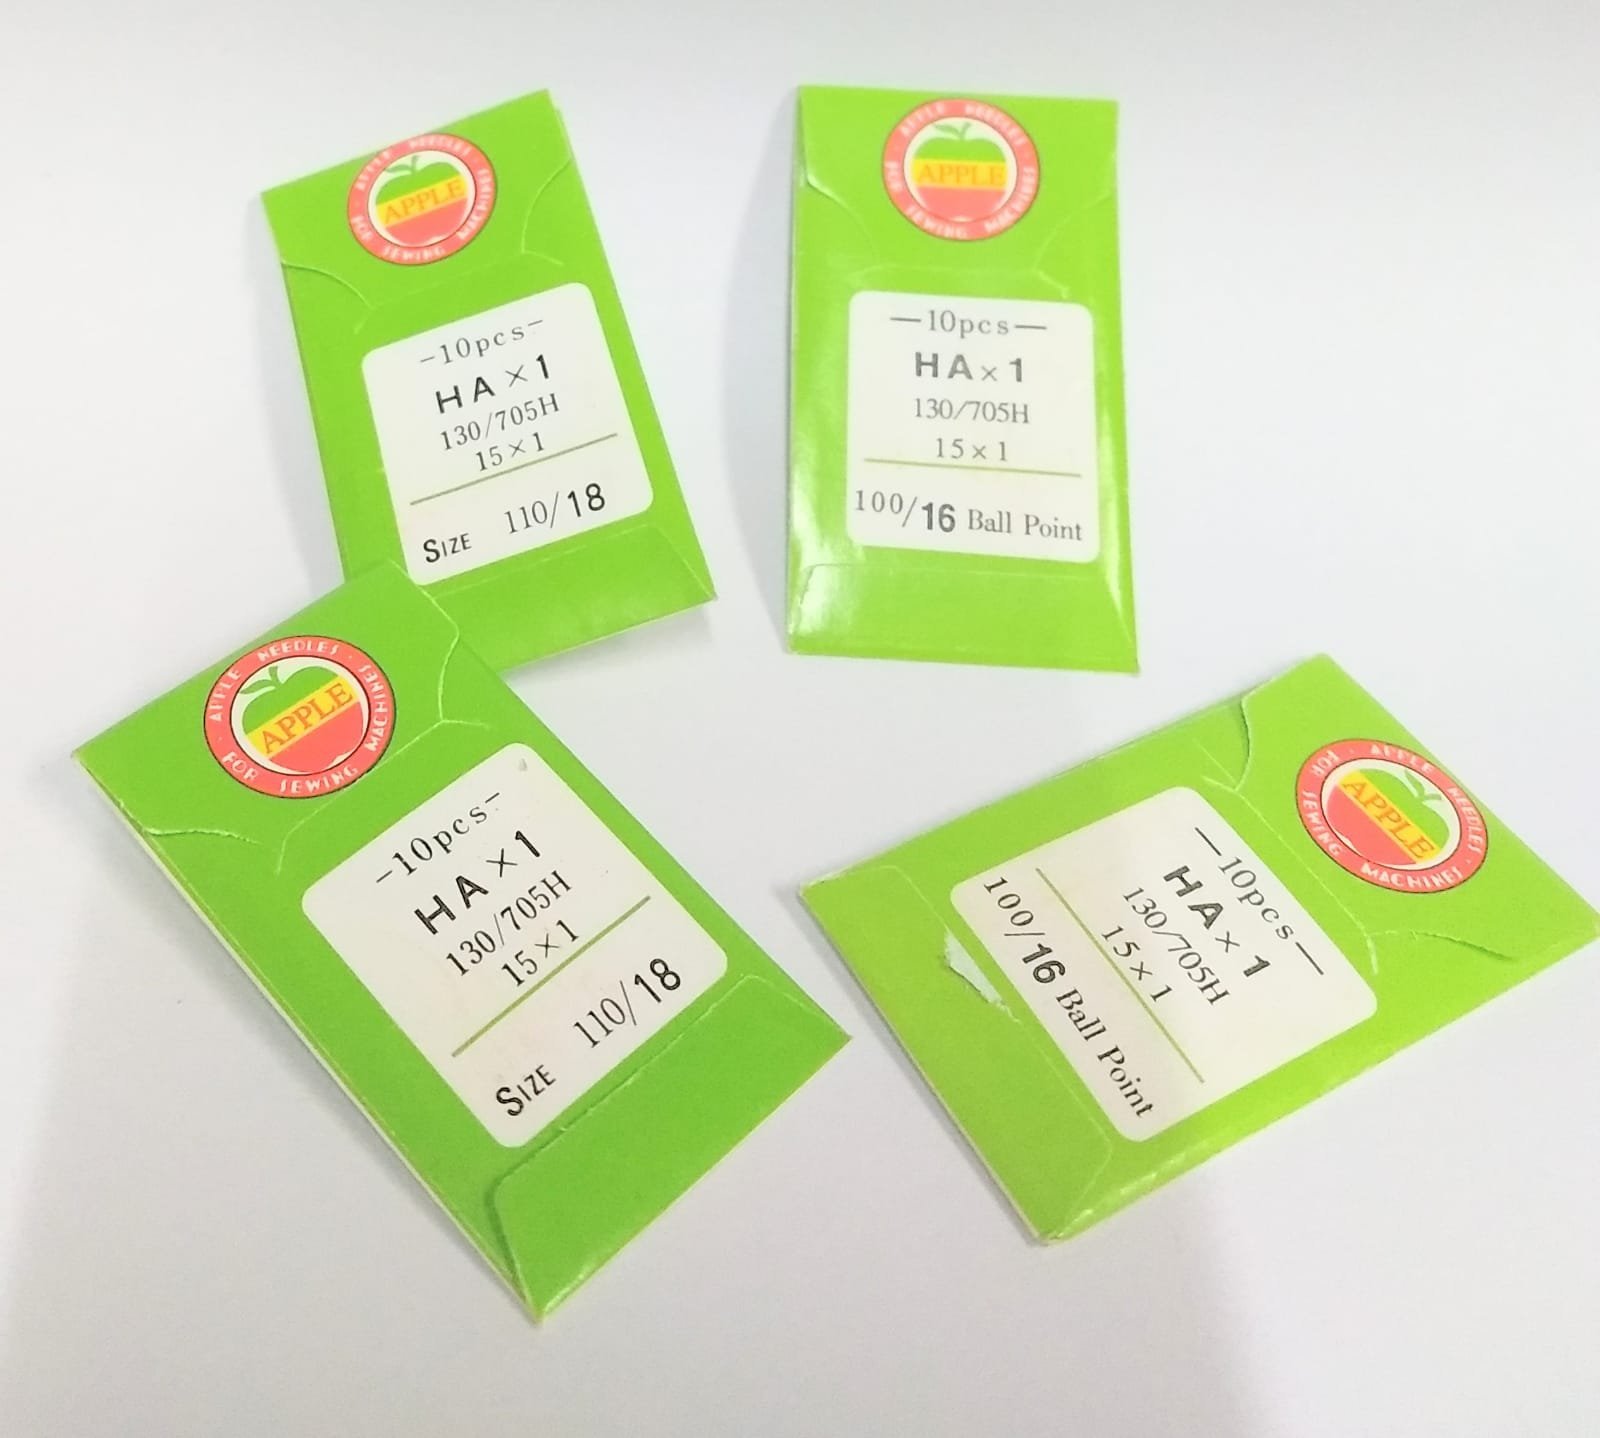 APPLE NEEDLES · FOR SEWING MACHINES ·
APPLE
-10pcs-
HA×1
130/705H
15×1
SIZE 110/18
APPLE NEEDLES · FOR SEWING MACHINES ·
APPLE
—10pcs—
HA×1
130/705H
15×1
100/16 Ball Point
APPLE NEEDLES · FOR SEWING MACHINES ·
APPLE
-10pcs-
HA×1
130/705H
15×1
SIZE 110/18
APPLE NEEDLES · FOR SEWING MACHINES ·
APPLE
—10pcs—
HA×1
130/705H
15×1
100/16 Ball Point